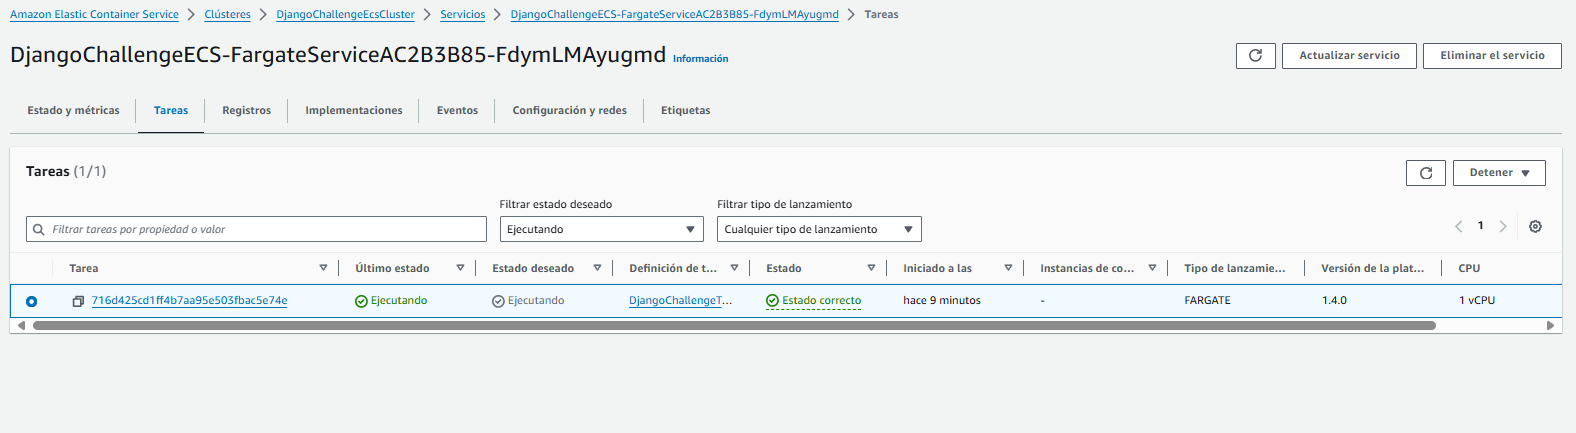 Amazon Elastic Container Service > Clústeres > DjangoChallengeEcsCluster > Servicios > DjangoChallengeECS-FargateServiceAC2B3B85-FdymLMAyugmd > Tareas
DjangoChallengeECS-FargateServiceAC2B3B85-FdymLMAyugmd Información
Actualizar servicio Eliminar el servicio
Estado y métricas Tareas Registros Implementaciones Eventos Configuración y redes Etiquetas
Tareas (1/1)
Detener
Filtrar estado deseado Filtrar tipo de lanzamiento
Filtrar tareas por propiedad o valor Ejecutando Cualquier tipo de lanzamiento 1
Tarea Último estado Estado deseado Definición de t... Estado Iniciado a las Instancias de co... Tipo de lanzamie... Versión de la plat... CPU
716d425cd1ff4b7aa95e503fbac5e74e Ejecutando Ejecutando DjangoChallengeT... Estado correcto hace 9 minutos - FARGATE 1.4.0 1 vCPU